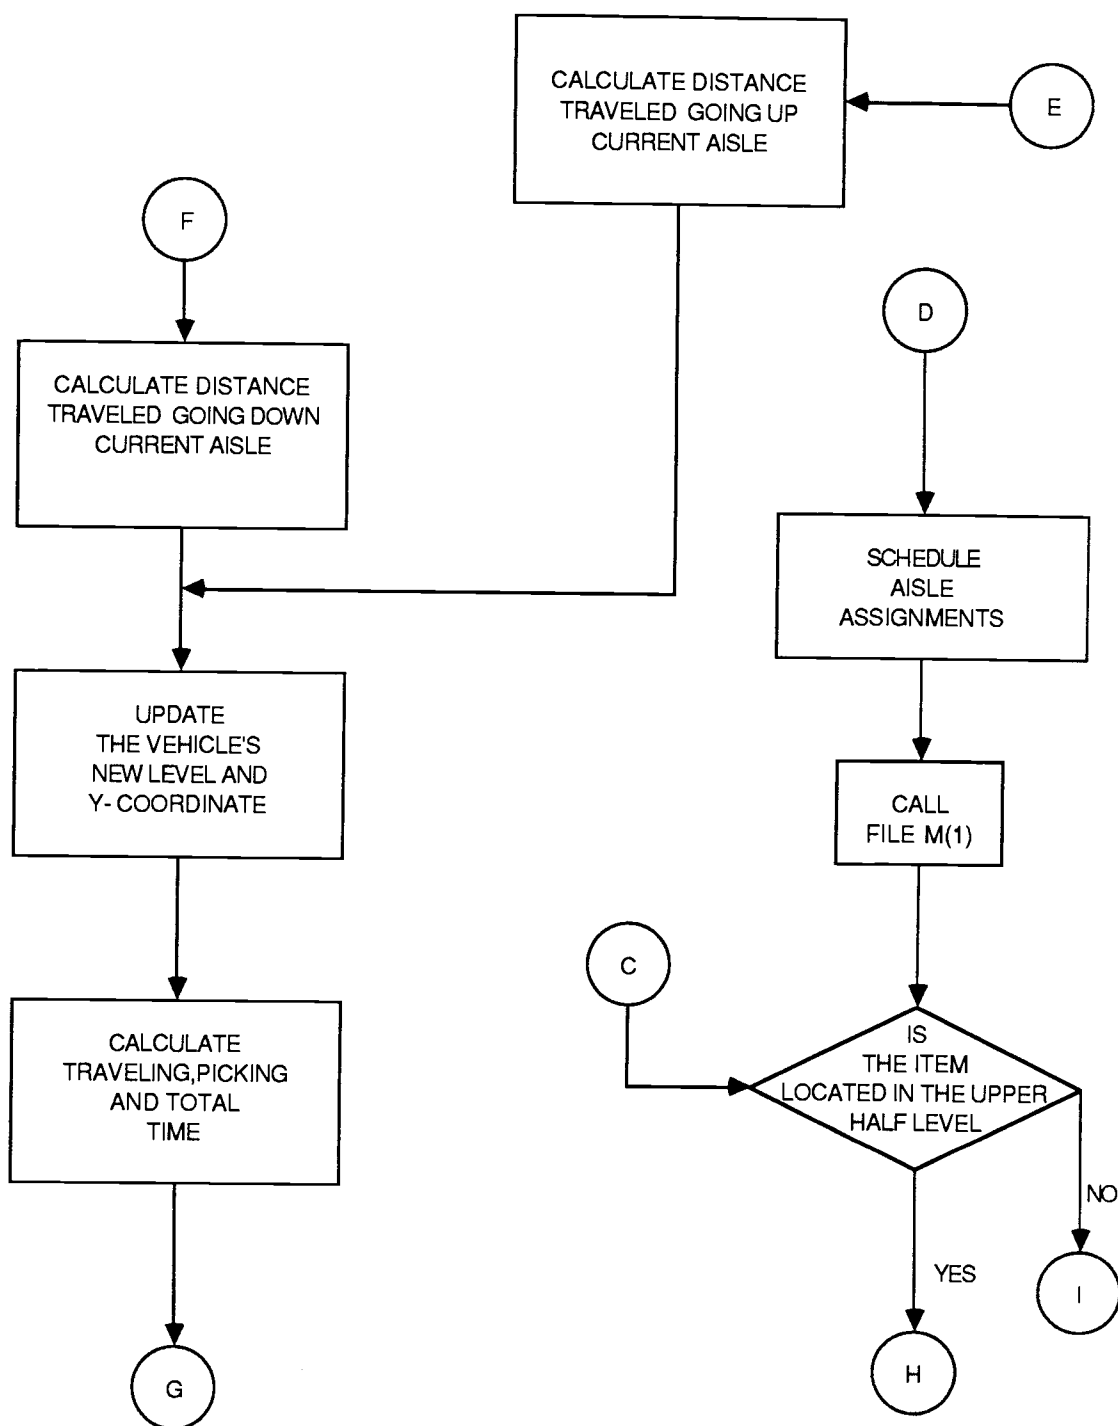 CALCULATE DISTANCE
TRAVELED GOING UP
CURRENT AISLE
E
F
CALCULATE DISTANCE
TRAVELED GOING DOWN
CURRENT AISLE
UPDATE
THE VEHICLE'S
NEW LEVEL AND
Y- COORDINATE
CALCULATE
TRAVELING,PICKING
AND TOTAL
TIME
G
D
SCHEDULE
AISLE
ASSIGNMENTS
CALL
FILE M(1)
C
IS
THE ITEM
LOCATED IN THE UPPER
HALF LEVEL
NO
YES
I
H